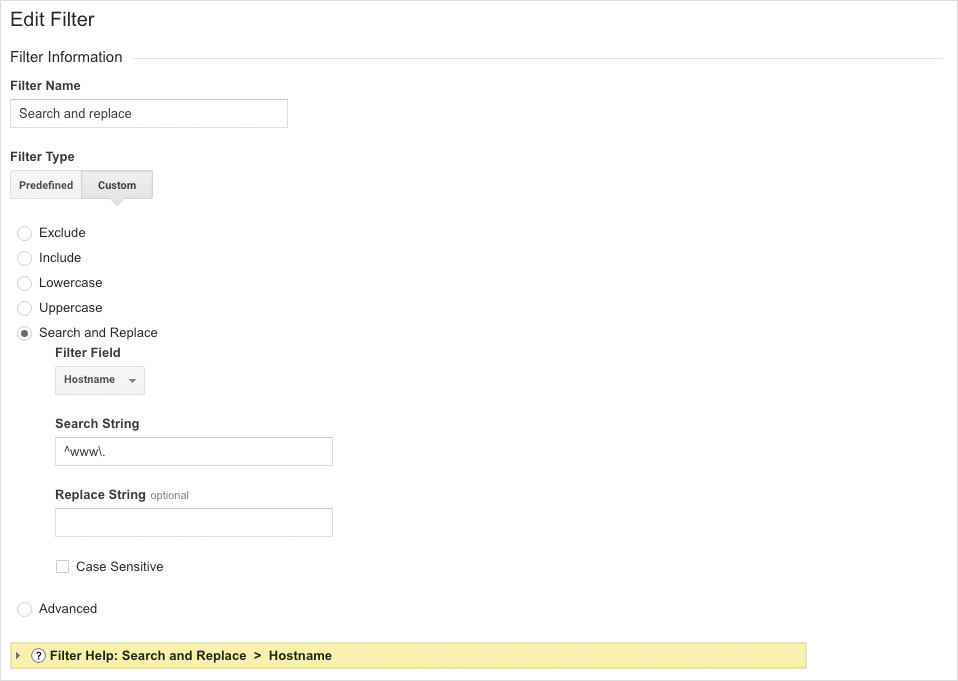 Edit Filter
Filter Information
Filter Name
Search and replace
Filter Type
Predefined Custom
Exclude
Include
Lowercase
Uppercase
Search and Replace
Filter Field
Hostname
Search String
^www\.
Replace String optional
Case Sensitive
Advanced
? Filter Help: Search and Replace > Hostname